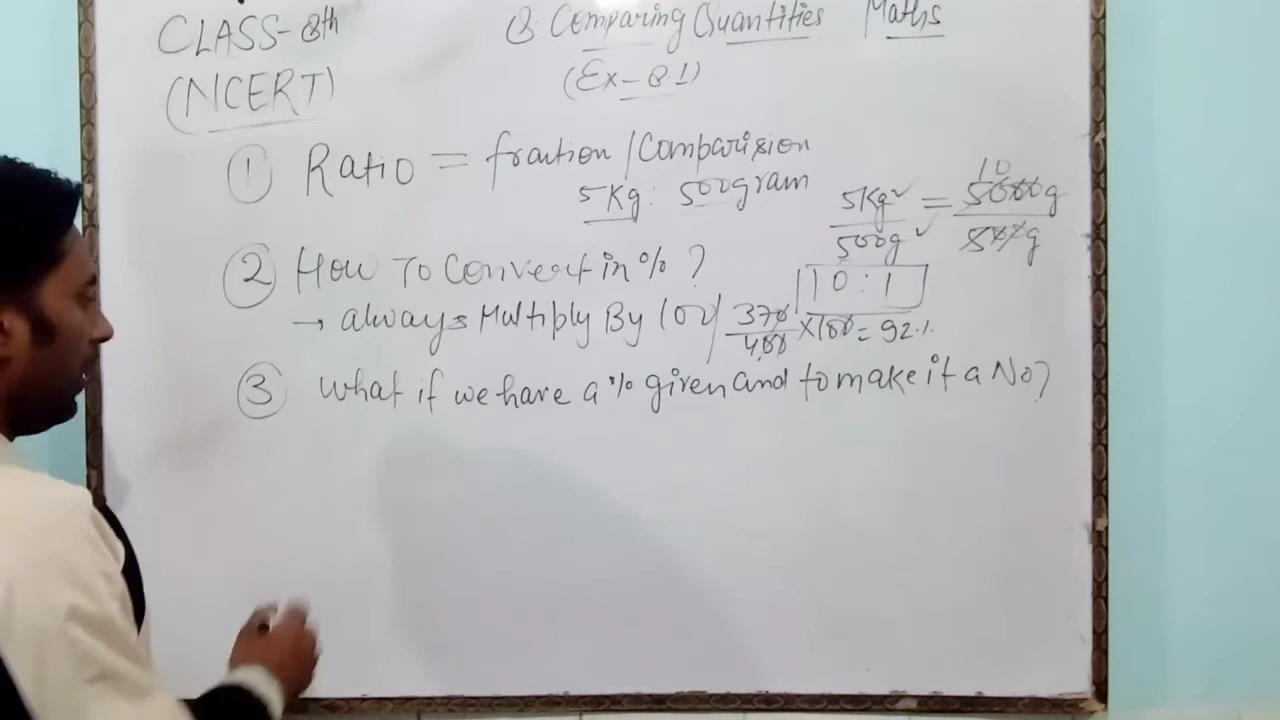 CLASS-8th
8 Comparing Quantities Maths
(NCERT)
(Ex-8.1)
① Ratio = fraction / Comparision
5Kg : 500gram
5Kg/500g = 5000g/500g 10
10 : 1
② How To Convert in % ?
→ always Multiply By 100/ 370/400 × 100 = 92%
③ What if we have a % given and to make it a No?